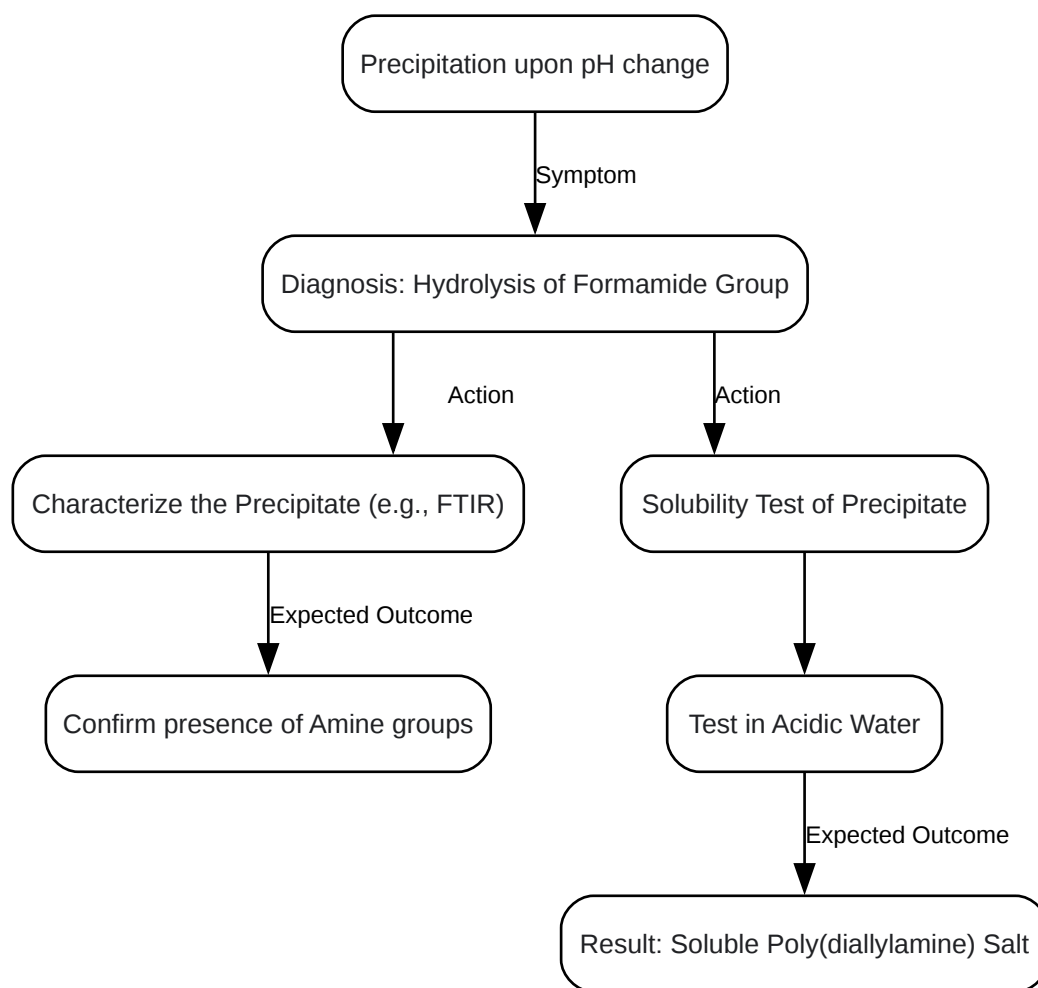 Precipitation upon pH change
Symptom
Diagnosis: Hydrolysis of Formamide Group
Action
Action
Characterize the Precipitate (e.g., FTIR)
Solubility Test of Precipitate
Expected Outcome
Confirm presence of Amine groups
Test in Acidic Water
Expected Outcome
Result: Soluble Poly(diallylamine) Salt